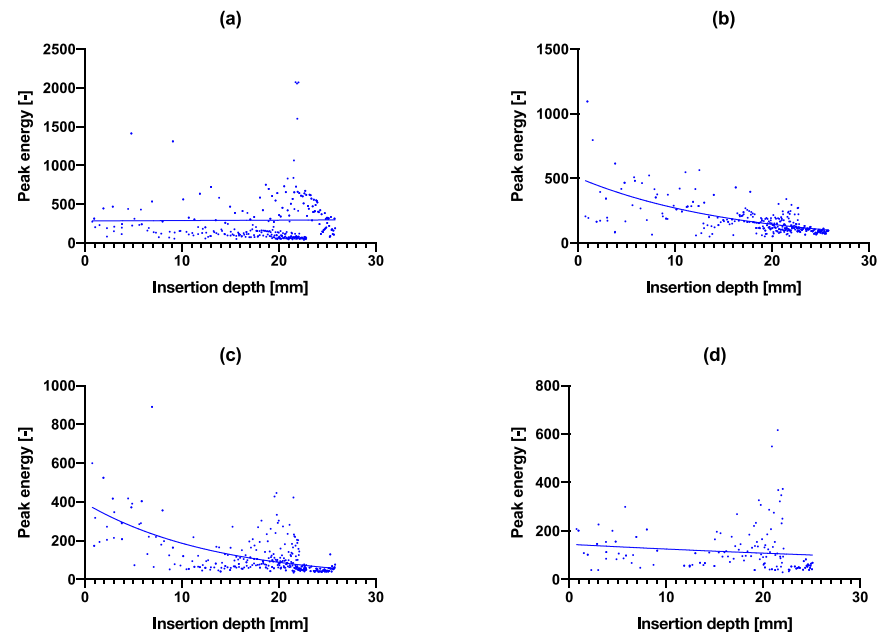 (a)
2500
2000
1500
1000
500
0
Peak energy [-]
0 10 20 30
Insertion depth [mm]
(b)
1500
1000
500
0
Peak energy [-]
0 10 20 30
Insertion depth [mm]
(c)
1000
800
600
400
200
0
Peak energy [-]
0 10 20 30
Insertion depth [mm]
(d)
800
600
400
200
0
Peak energy [-]
0 10 20 30
Insertion depth [mm]